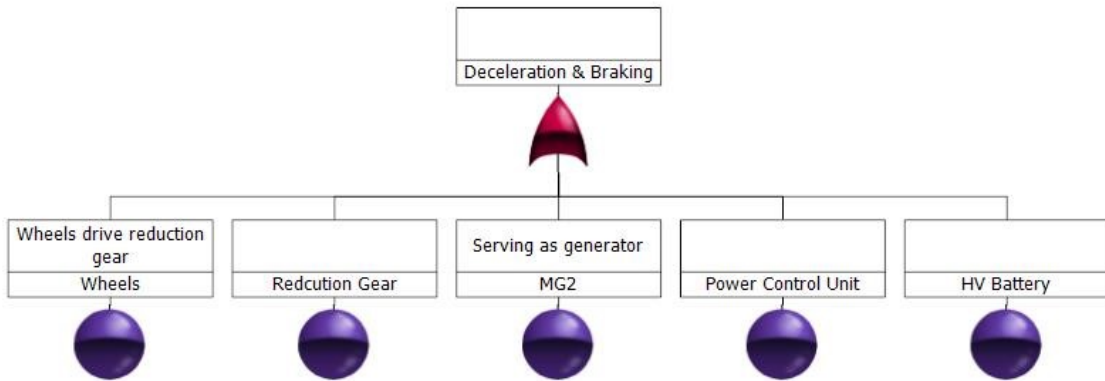 Deceleration & Braking
Wheels drive reduction
gear
Wheels
Redcution Gear
Serving as generator
MG2
Power Control Unit
HV Battery